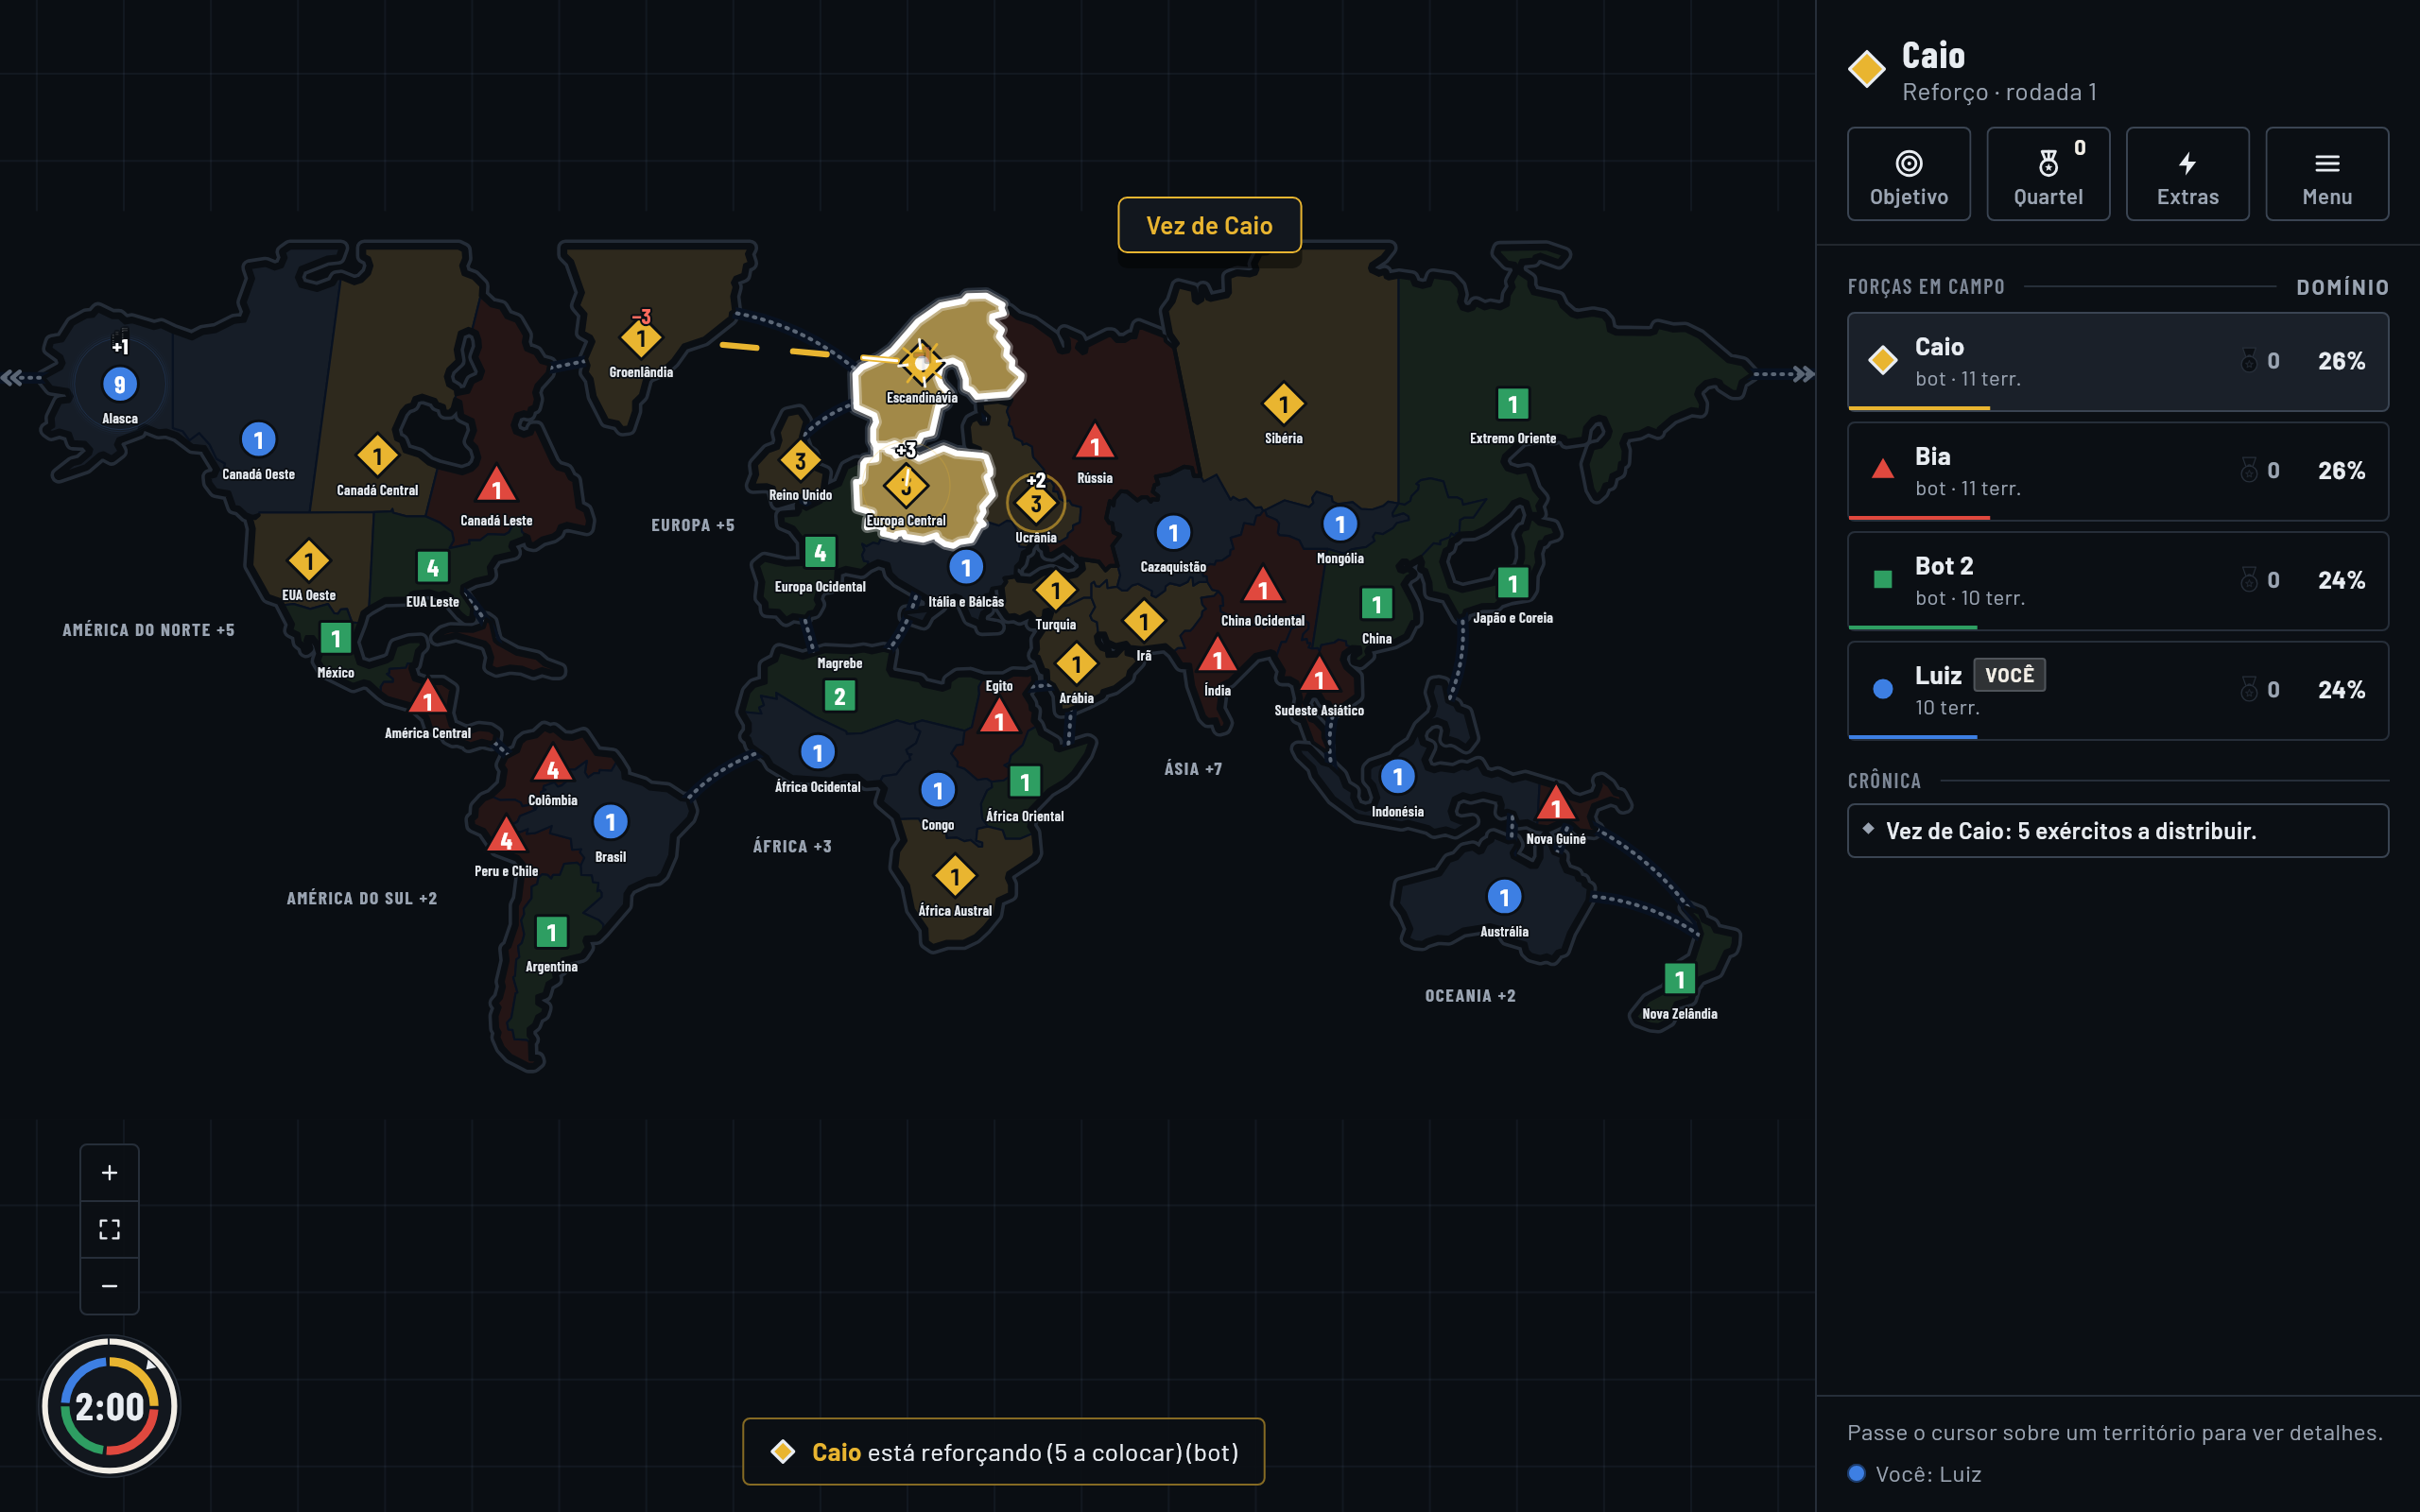 Vez de Caio
+1
9
Alasca
1
Canadá Oeste
1
Canadá Central
1
Canadá Leste
1
EUA Oeste
4
EUA Leste
1
México
1
América Central
AMÉRICA DO NORTE +5
−3
1
Groenlândia
Escandinávia
3
Reino Unido
+3
3
Europa Central
+2
3
Ucrânia
EUROPA +5
4
Europa Ocidental
1
Itália e Bálcãs
1
Rússia
1
Sibéria
1
Extremo Oriente
1
Cazaquistão
1
Mongólia
1
Turquia
1
Irã
1
China Ocidental
1
China
1
Japão e Coreia
1
Arábia
1
Índia
1
Sudeste Asiático
ÁSIA +7
Magrebe
2
Egito
1
1
África Ocidental
1
Congo
1
África Oriental
1
África Austral
ÁFRICA +3
4
Colômbia
1
Brasil
4
Peru e Chile
1
Argentina
AMÉRICA DO SUL +2
1
Indonésia
1
Nova Guiné
1
Austrália
1
Nova Zelândia
OCEANIA +2
+
−
2:00
Caio está reforçando (5 a colocar) (bot)
Caio
Reforço · rodada 1
Objetivo
0
Quartel
Extras
Menu
FORÇAS EM CAMPO DOMÍNIO
Caio
bot · 11 terr.
0 26%
Bia
bot · 11 terr.
0 26%
Bot 2
bot · 10 terr.
0 24%
Luiz VOCÊ
10 terr.
0 24%
CRÔNICA
Vez de Caio: 5 exércitos a distribuir.
Passe o cursor sobre um território para ver detalhes.
Você: Luiz